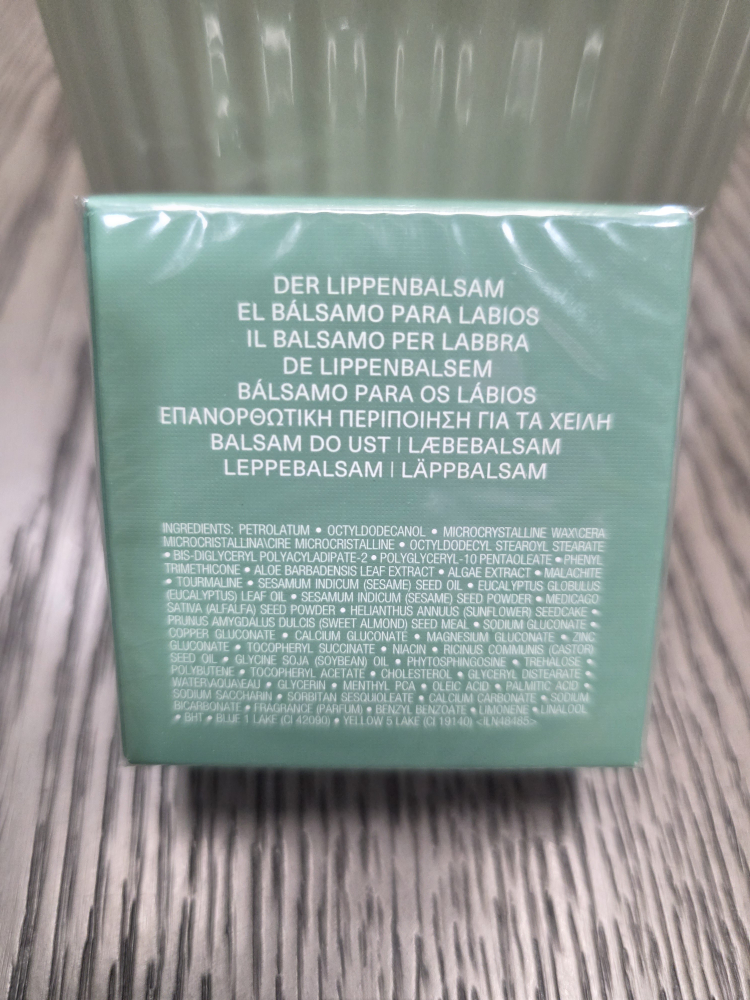 DER LIPPENBALSAM
EL BÁLSAMO PARA LABIOS
IL BALSAMO PER LABBRA
DE LIPPENBALSEM
BÁLSAMO PARA OS LÁBIOS
ΕΠΑΝΟΡΘΩΤΙΚΗ ΠΕΡΙΠΟΙΗΣΗ ΓΙΑ ΤΑ ΧΕΙΛΗ
BALSAM DO UST | LÆBEBALSAM
LEPPEBALSAM | LÄPPBALSAM
INGREDIENTS: PETROLATUM • OCTYLDODECANOL • MICROCRYSTALLINE WAX\CERA
MICROCRISTALLINA\CIRE MICROCRISTALLINE • OCTYLDODECYL STEAROYL STEARATE
• BIS-DIGLYCERYL POLYACYLADIPATE-2 • POLYGLYCERYL-10 PENTAOLEATE • PHENYL
TRIMETHICONE • ALOE BARBADENSIS LEAF EXTRACT • ALGAE EXTRACT • MALACHITE
• TOURMALINE • SESAMUM INDICUM (SESAME) SEED OIL • EUCALYPTUS GLOBULUS
(EUCALYPTUS) LEAF OIL • SESAMUM INDICUM (SESAME) SEED POWDER • MEDICAGO
SATIVA (ALFALFA) SEED POWDER • HELIANTHUS ANNUUS (SUNFLOWER) SEEDCAKE •
PRUNUS AMYGDALUS DULCIS (SWEET ALMOND) SEED MEAL • SODIUM GLUCONATE •
COPPER GLUCONATE • CALCIUM GLUCONATE • MAGNESIUM GLUCONATE • ZINC
GLUCONATE • TOCOPHERYL SUCCINATE • NIACIN • RICINUS COMMUNIS (CASTOR)
SEED OIL • GLYCINE SOJA (SOYBEAN) OIL • PHYTOSPHINGOSINE • TREHALOSE •
POLYBUTENE • TOCOPHERYL ACETATE • CHOLESTEROL • GLYCERYL DISTEARATE •
WATER\AQUA\EAU • GLYCERIN • MENTHYL PCA • OLEIC ACID • PALMITIC ACID •
SODIUM SACCHARIN • SORBITAN SESQUIOLEATE • CALCIUM CARBONATE • SODIUM
BICARBONATE • FRAGRANCE (PARFUM) • BENZYL BENZOATE • LIMONENE • LINALOOL
• BHT • BLUE 1 LAKE (CI 42090) • YELLOW 5 LAKE (CI 19140) <ILN48485>